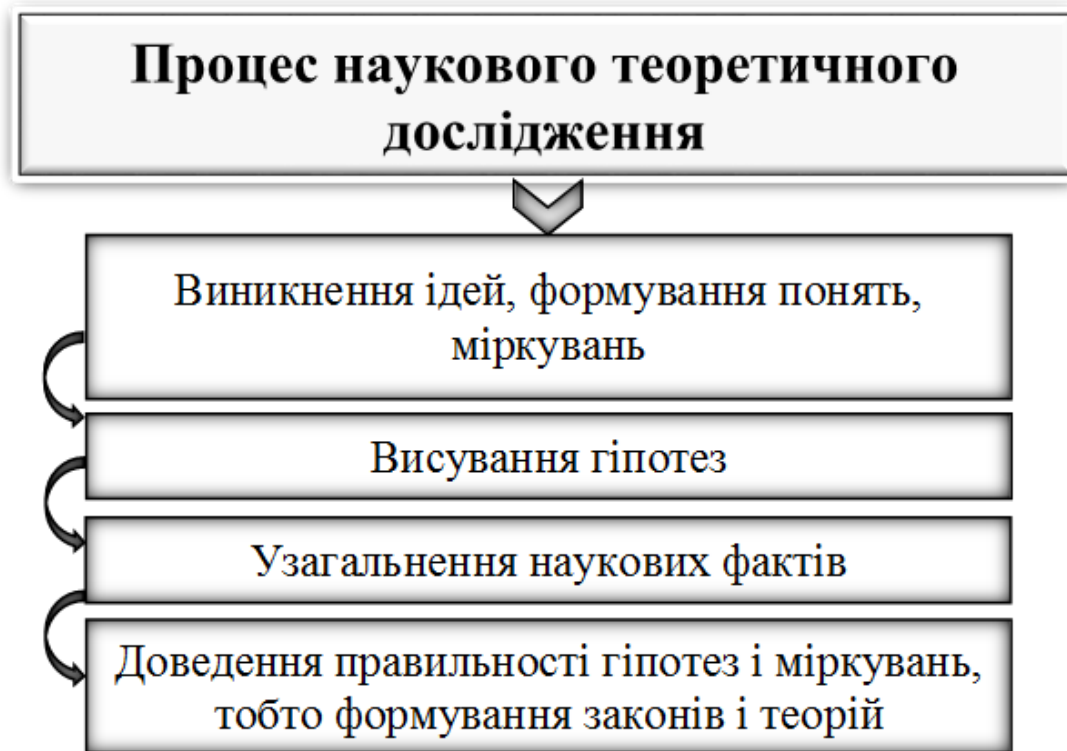 Процес наукового теоретичного
дослідження
Виникнення ідей, формування понять,
міркувань
Висування гіпотез
Узагальнення наукових фактів
Доведення правильності гіпотез і міркувань,
тобто формування законів і теорій